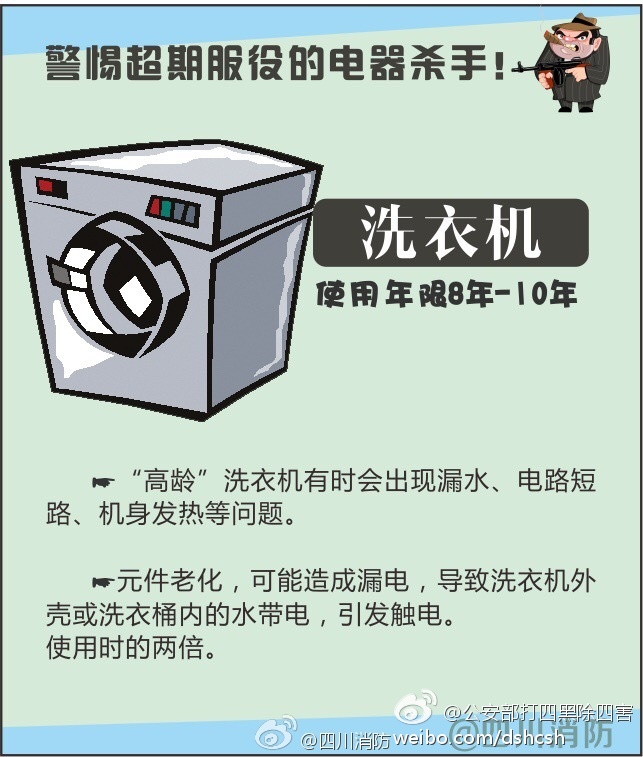 警惕超期服役的电器杀手！
洗衣机
使用年限8年-10年
☛“高龄”洗衣机有时会出现漏水、电路短
路、机身发热等问题。
☛元件老化，可能造成漏电，导致洗衣机外
壳或洗衣桶内的水带电，引发触电。
使用时的两倍。
@公安部打四黑除四害
@四川消防
weibo.com/dshcsh
@四川消防